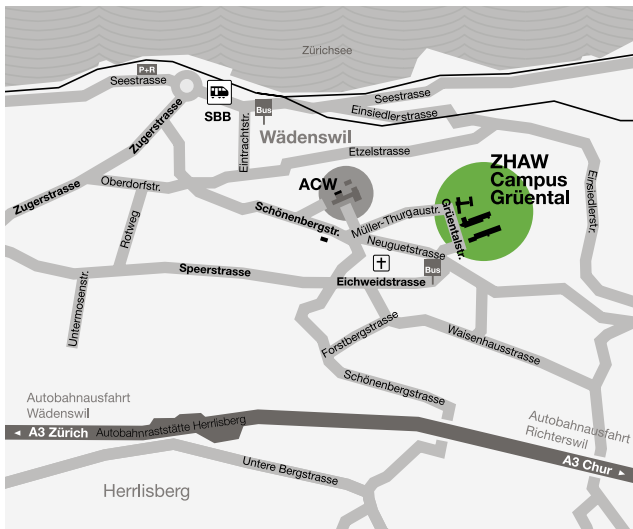 Zürichsee
P+R
Seestrasse
SBB
Bus
Seestrasse
Einsiedlerstrasse
Zugerstrasse
Eintrachtstr.
Wädenswil
Etzelstrasse
Zugerstrasse
Oberdorfstr.
ACW
ZHAW
Campus
Grüental
Einsiedlerstr.
Rotweg
Schönenbergstr.
Müller-Thurgaustr.
Grüentalstr.
Neuguetstrasse
Untermosenstr.
Speerstrasse
Eichweidstrasse
Bus
Forstbergstrasse
Waisenhausstrasse
Schönenbergstrasse
Autobahnausfahrt
Wädenswil
A3 Zürich
Autobahnraststätte Herrlisberg
Autobahnausfahrt
Richterswil
A3 Chur
Untere Bergstrasse
Herrlisberg